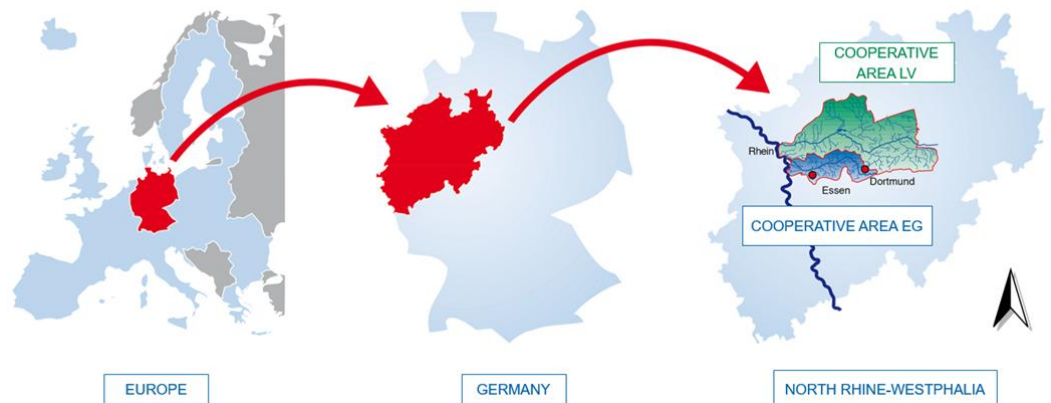 COOPERATIVE
AREA LV
Rhein
Dortmund
Essen
COOPERATIVE AREA EG
EUROPE
GERMANY
NORTH RHINE-WESTPHALIA